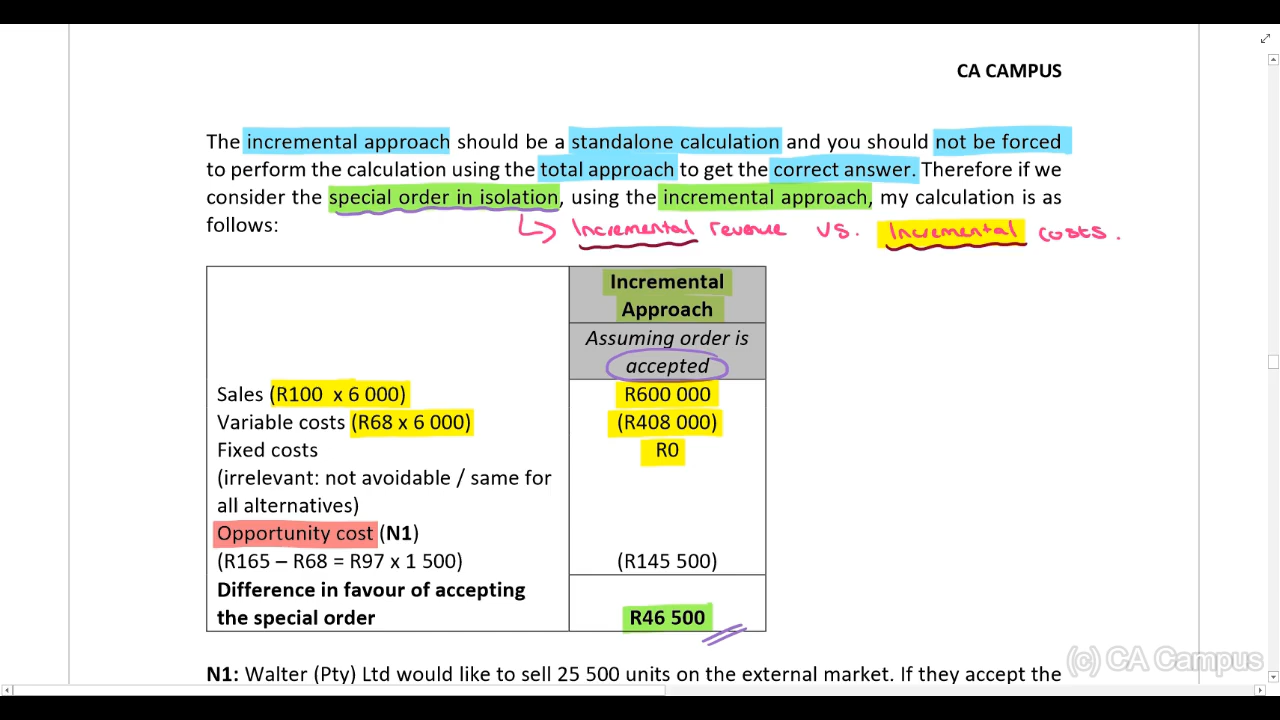 CA CAMPUS
The incremental approach should be a standalone calculation and you should not be forced
to perform the calculation using the total approach to get the correct answer. Therefore if we
consider the special order in isolation, using the incremental approach, my calculation is as
follows:
Incremental revenue vs. Incremental costs.
Incremental
Approach
Assuming order is
accepted
Sales (R100 x 6 000) R600 000
Variable costs (R68 x 6 000) (R408 000)
Fixed costs R0
(irrelevant: not avoidable / same for
all alternatives)
Opportunity cost (N1)
(R165 – R68 = R97 x 1 500) (R145 500)
Difference in favour of accepting
the special order R46 500
N1: Walter (Pty) Ltd would like to sell 25 500 units on the external market. If they accept the
(c) CA Campus